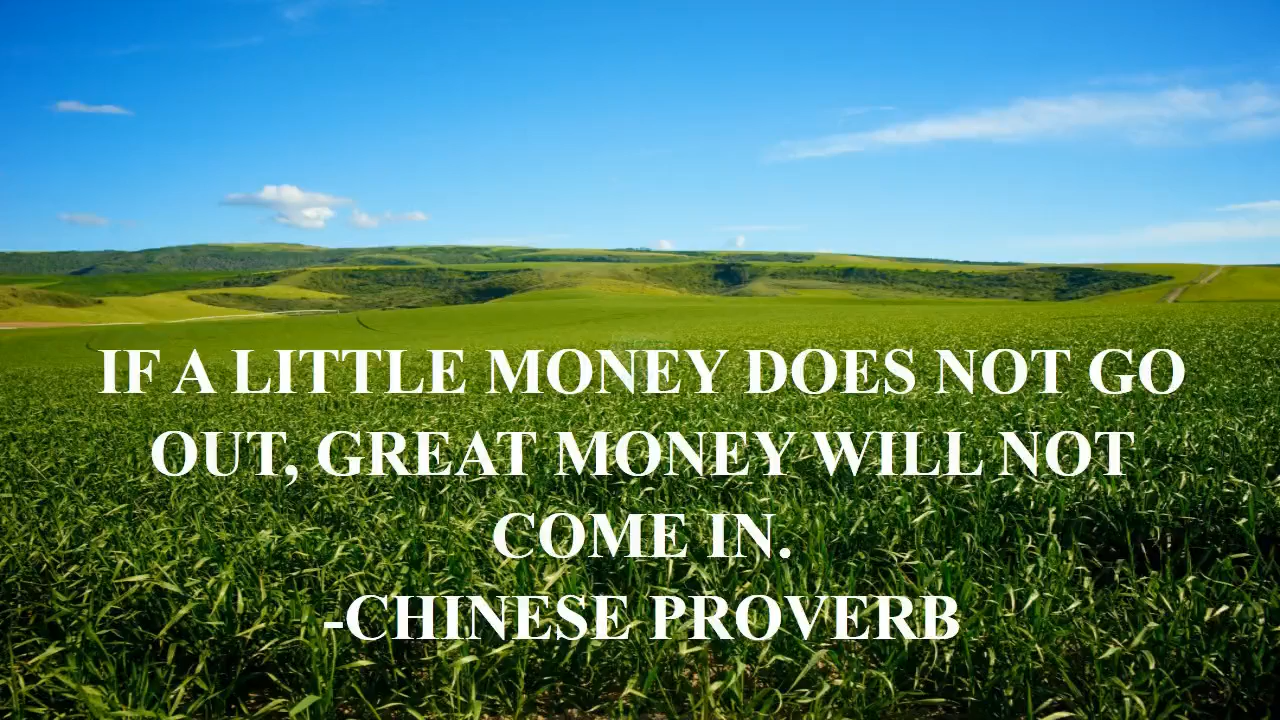 IF A LITTLE MONEY DOES NOT GO
OUT, GREAT MONEY WILL NOT
COME IN.
-CHINESE PROVERB